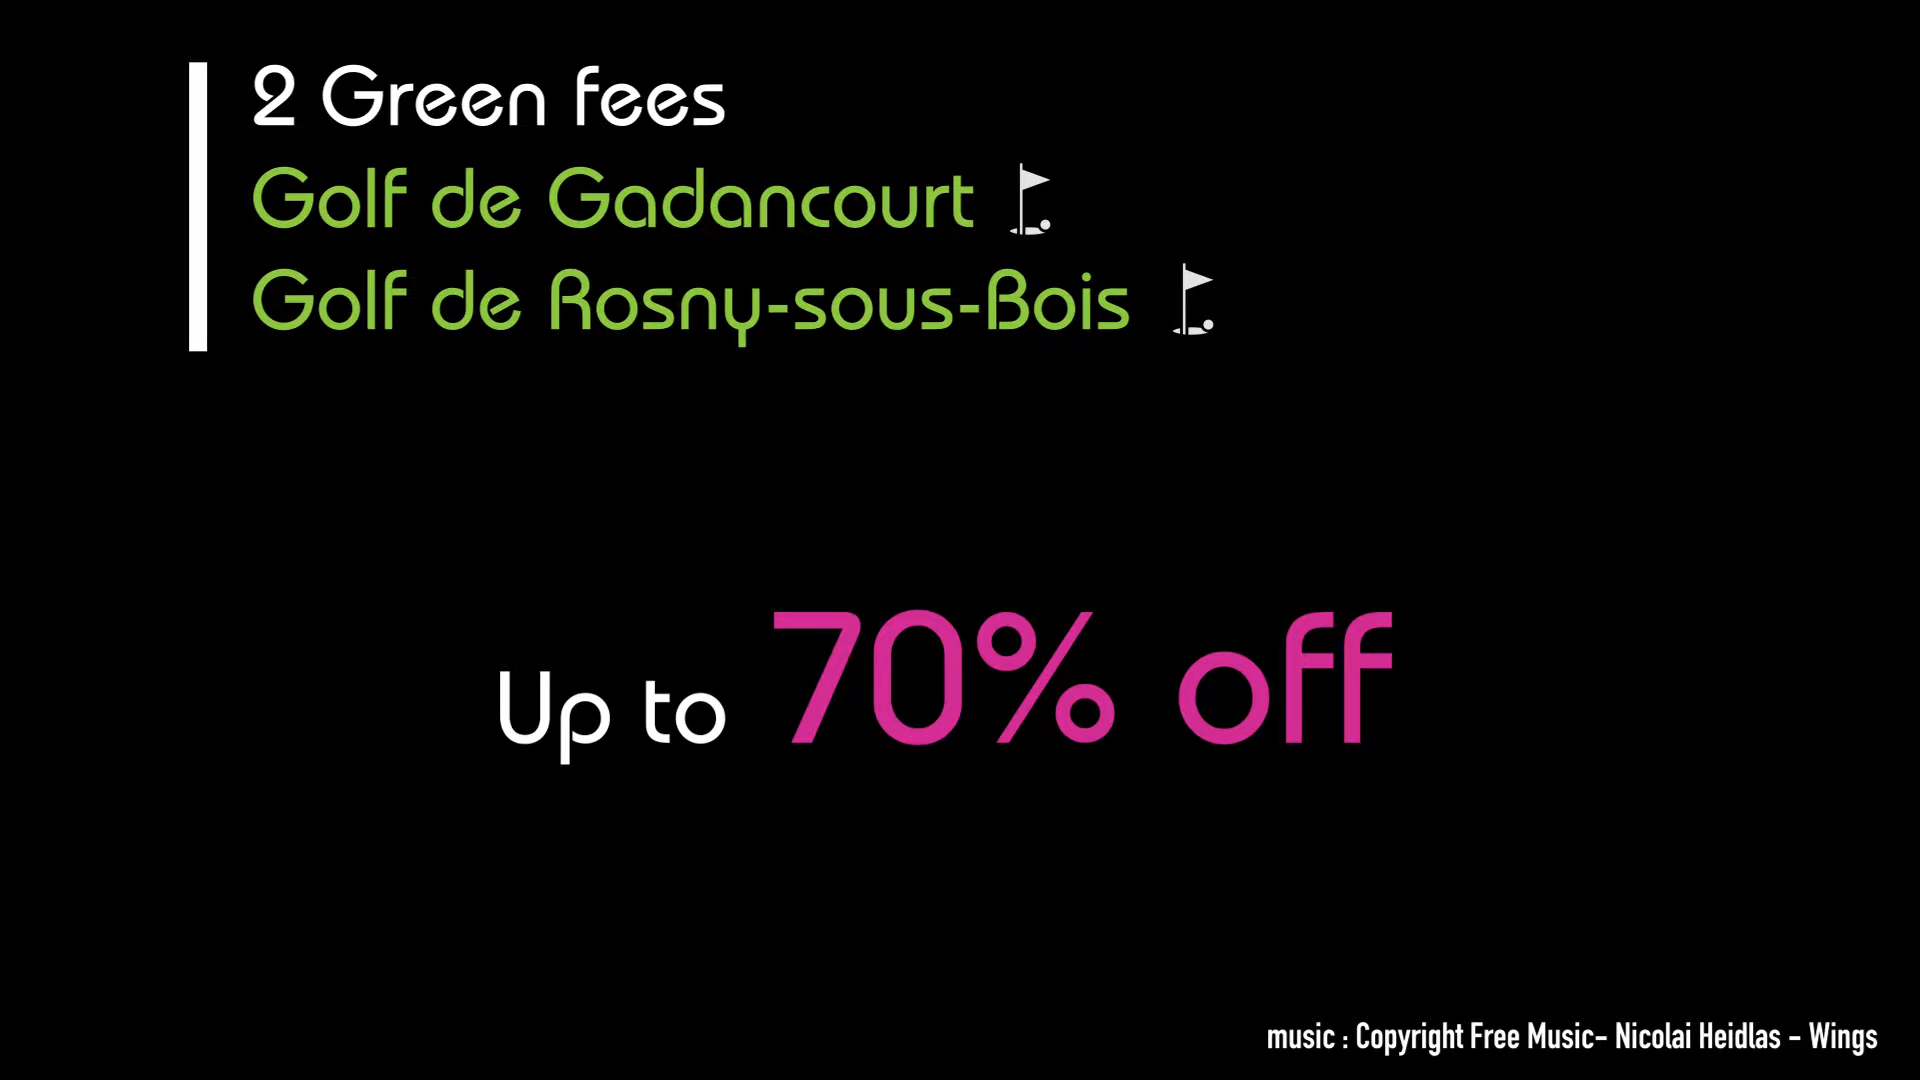 2 Green fees
Golf de Gadancourt
Golf de Rosny-sous-Bois
Up to 70% off
music : Copyright Free Music- Nicolai Heidlas - Wings